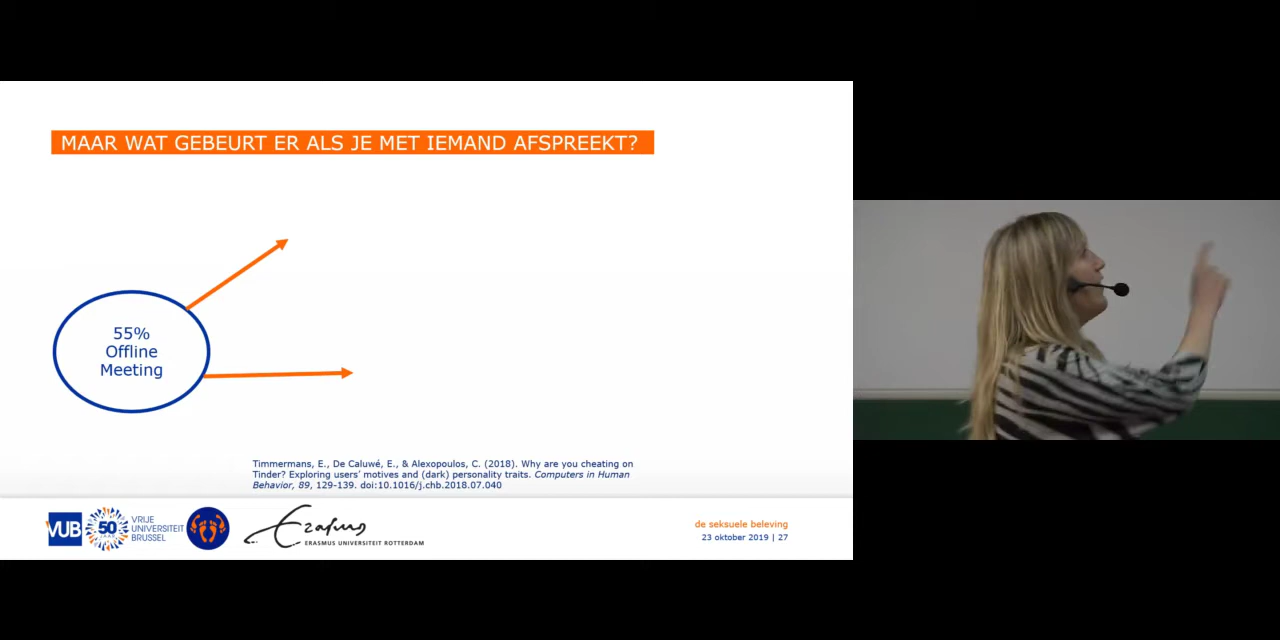 MAAR WAT GEBEURT ER ALS JE MET IEMAND AFSPREEKT?
55%
Offline
Meeting
Timmermans, E., De Caluwé, E., & Alexopoulos, C. (2018). Why are you cheating on
Tinder? Exploring users' motives and (dark) personality traits. Computers in Human
Behavior, 89, 129-139. doi:10.1016/j.chb.2018.07.040
VUB
50
JAAR
VRIJE
UNIVERSITEIT
BRUSSEL
Erasmus
ERASMUS UNIVERSITEIT ROTTERDAM
de seksuele beleving
23 oktober 2019 | 27